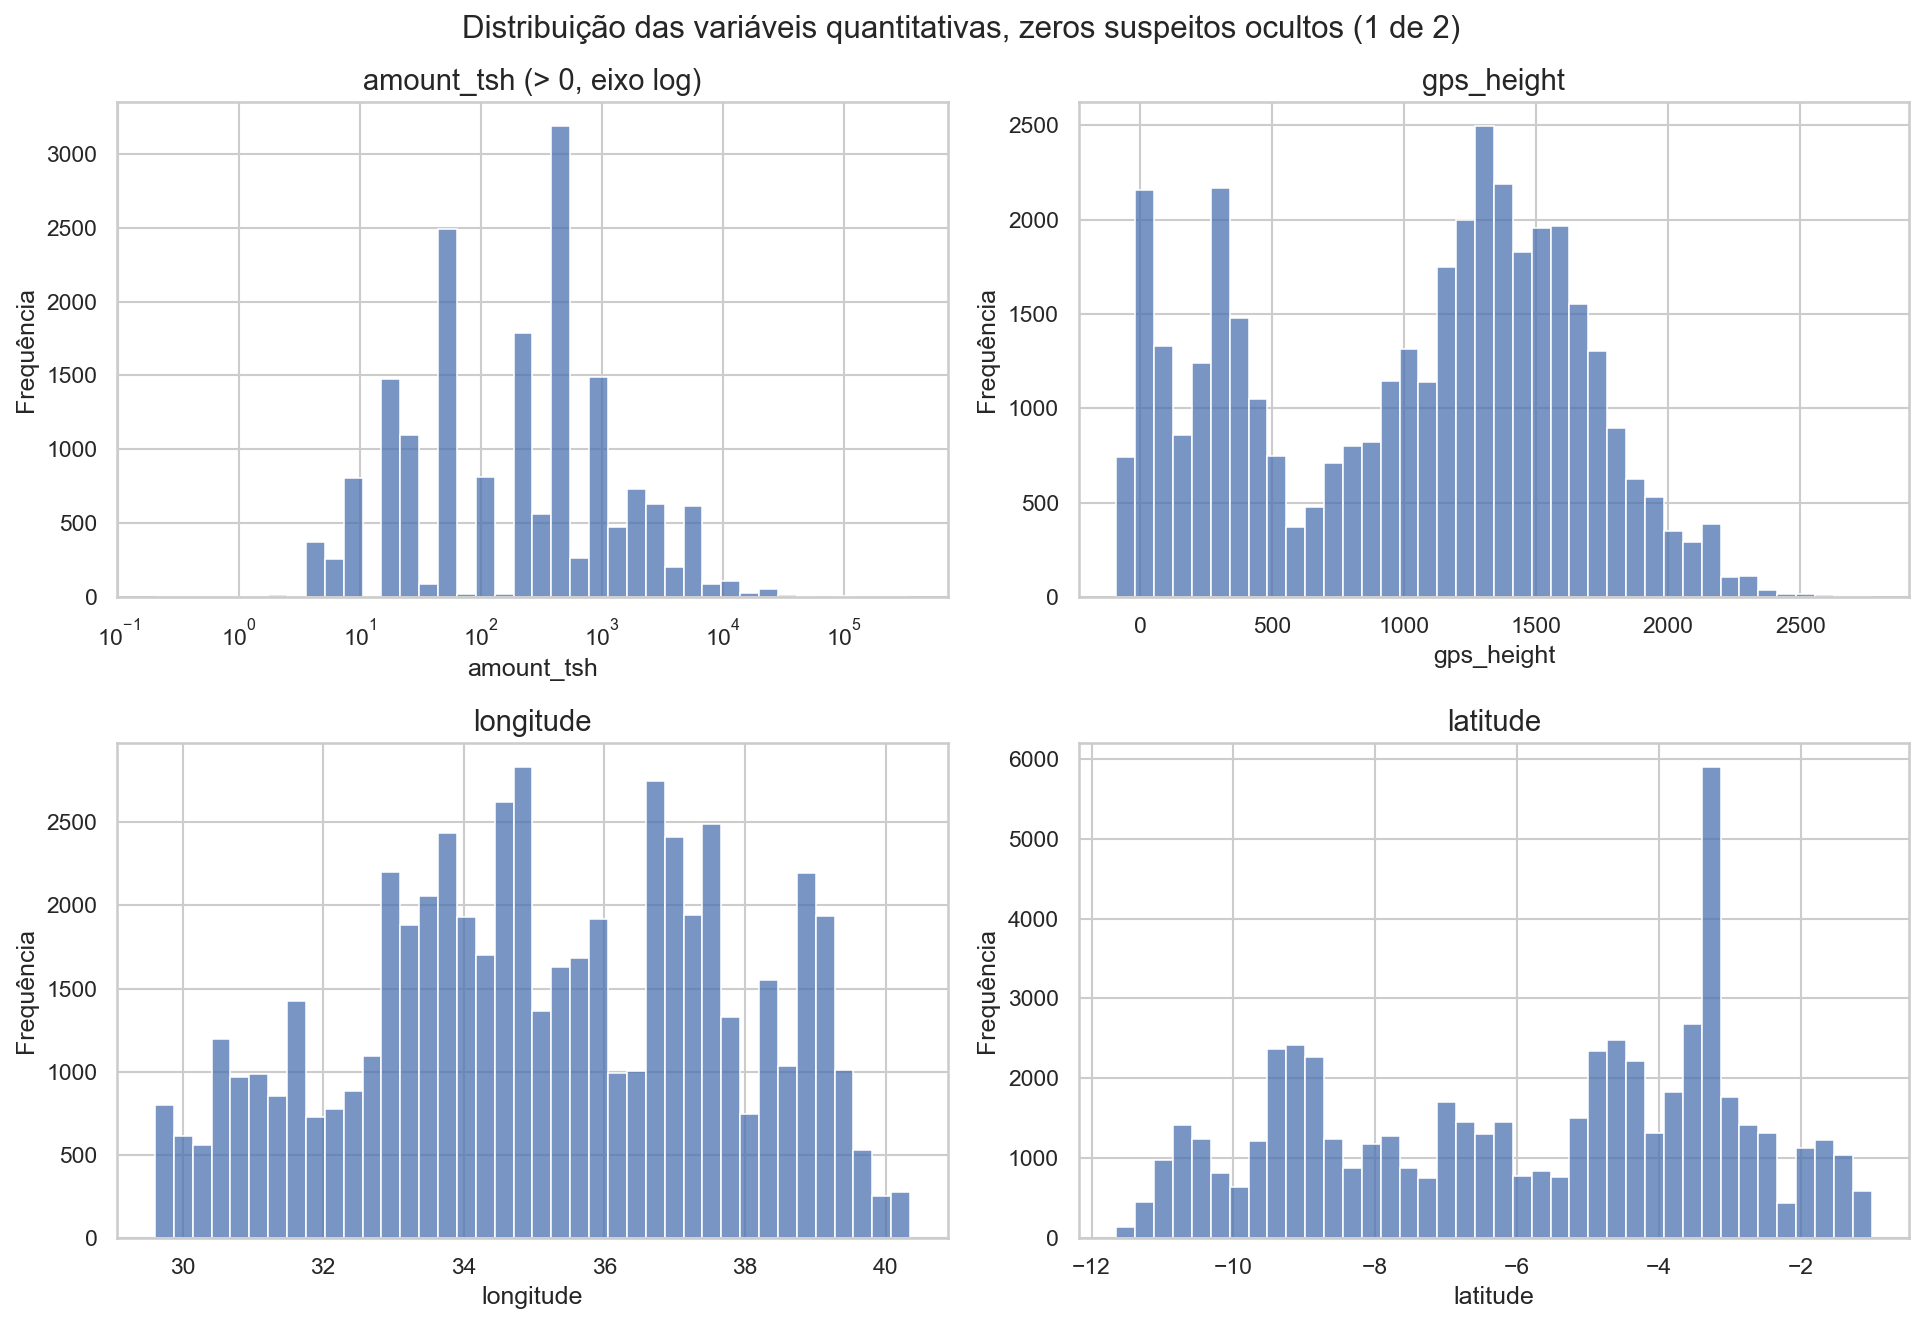 Distribuição das variáveis quantitativas, zeros suspeitos ocultos (1 de 2)
amount_tsh (> 0, eixo log)
Frequência
3000
2500
2000
1500
1000
500
0
10⁻¹ 10⁰ 10¹ 10² 10³ 10⁴ 10⁵
amount_tsh
gps_height
Frequência
2500
2000
1500
1000
500
0
0 500 1000 1500 2000 2500
gps_height
longitude
Frequência
2500
2000
1500
1000
500
0
30 32 34 36 38 40
longitude
latitude
Frequência
6000
5000
4000
3000
2000
1000
0
−12 −10 −8 −6 −4 −2
latitude